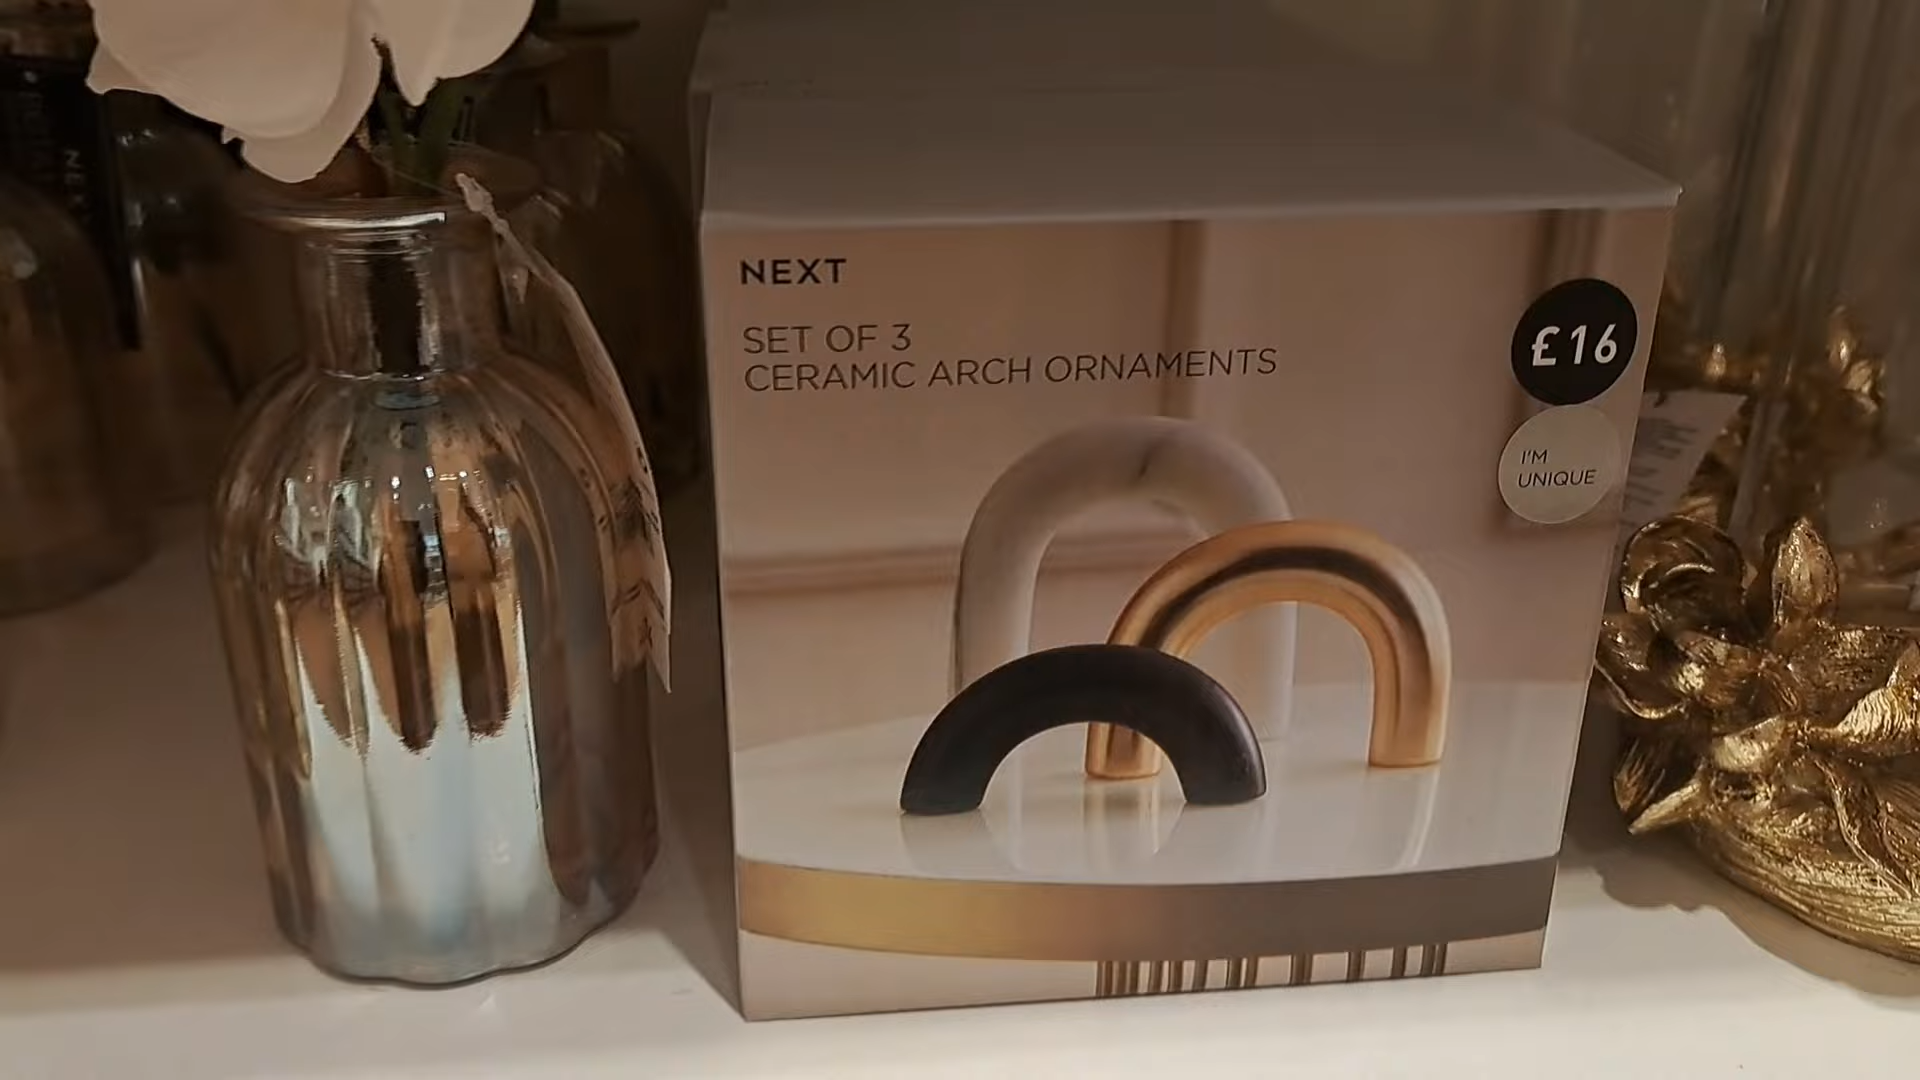 NEXT
SET OF 3
CERAMIC ARCH ORNAMENTS
£16
I'M
UNIQUE